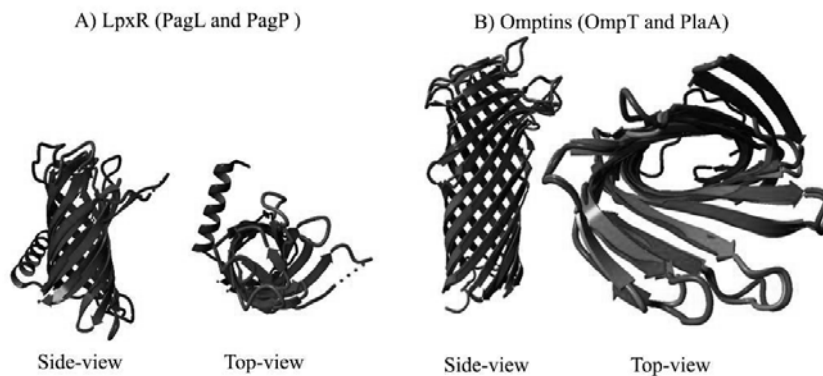 A) LpxR (PagL and PagP )
B) Omptins (OmpT and PlaA)
Side-view
Top-view
Side-view
Top-view